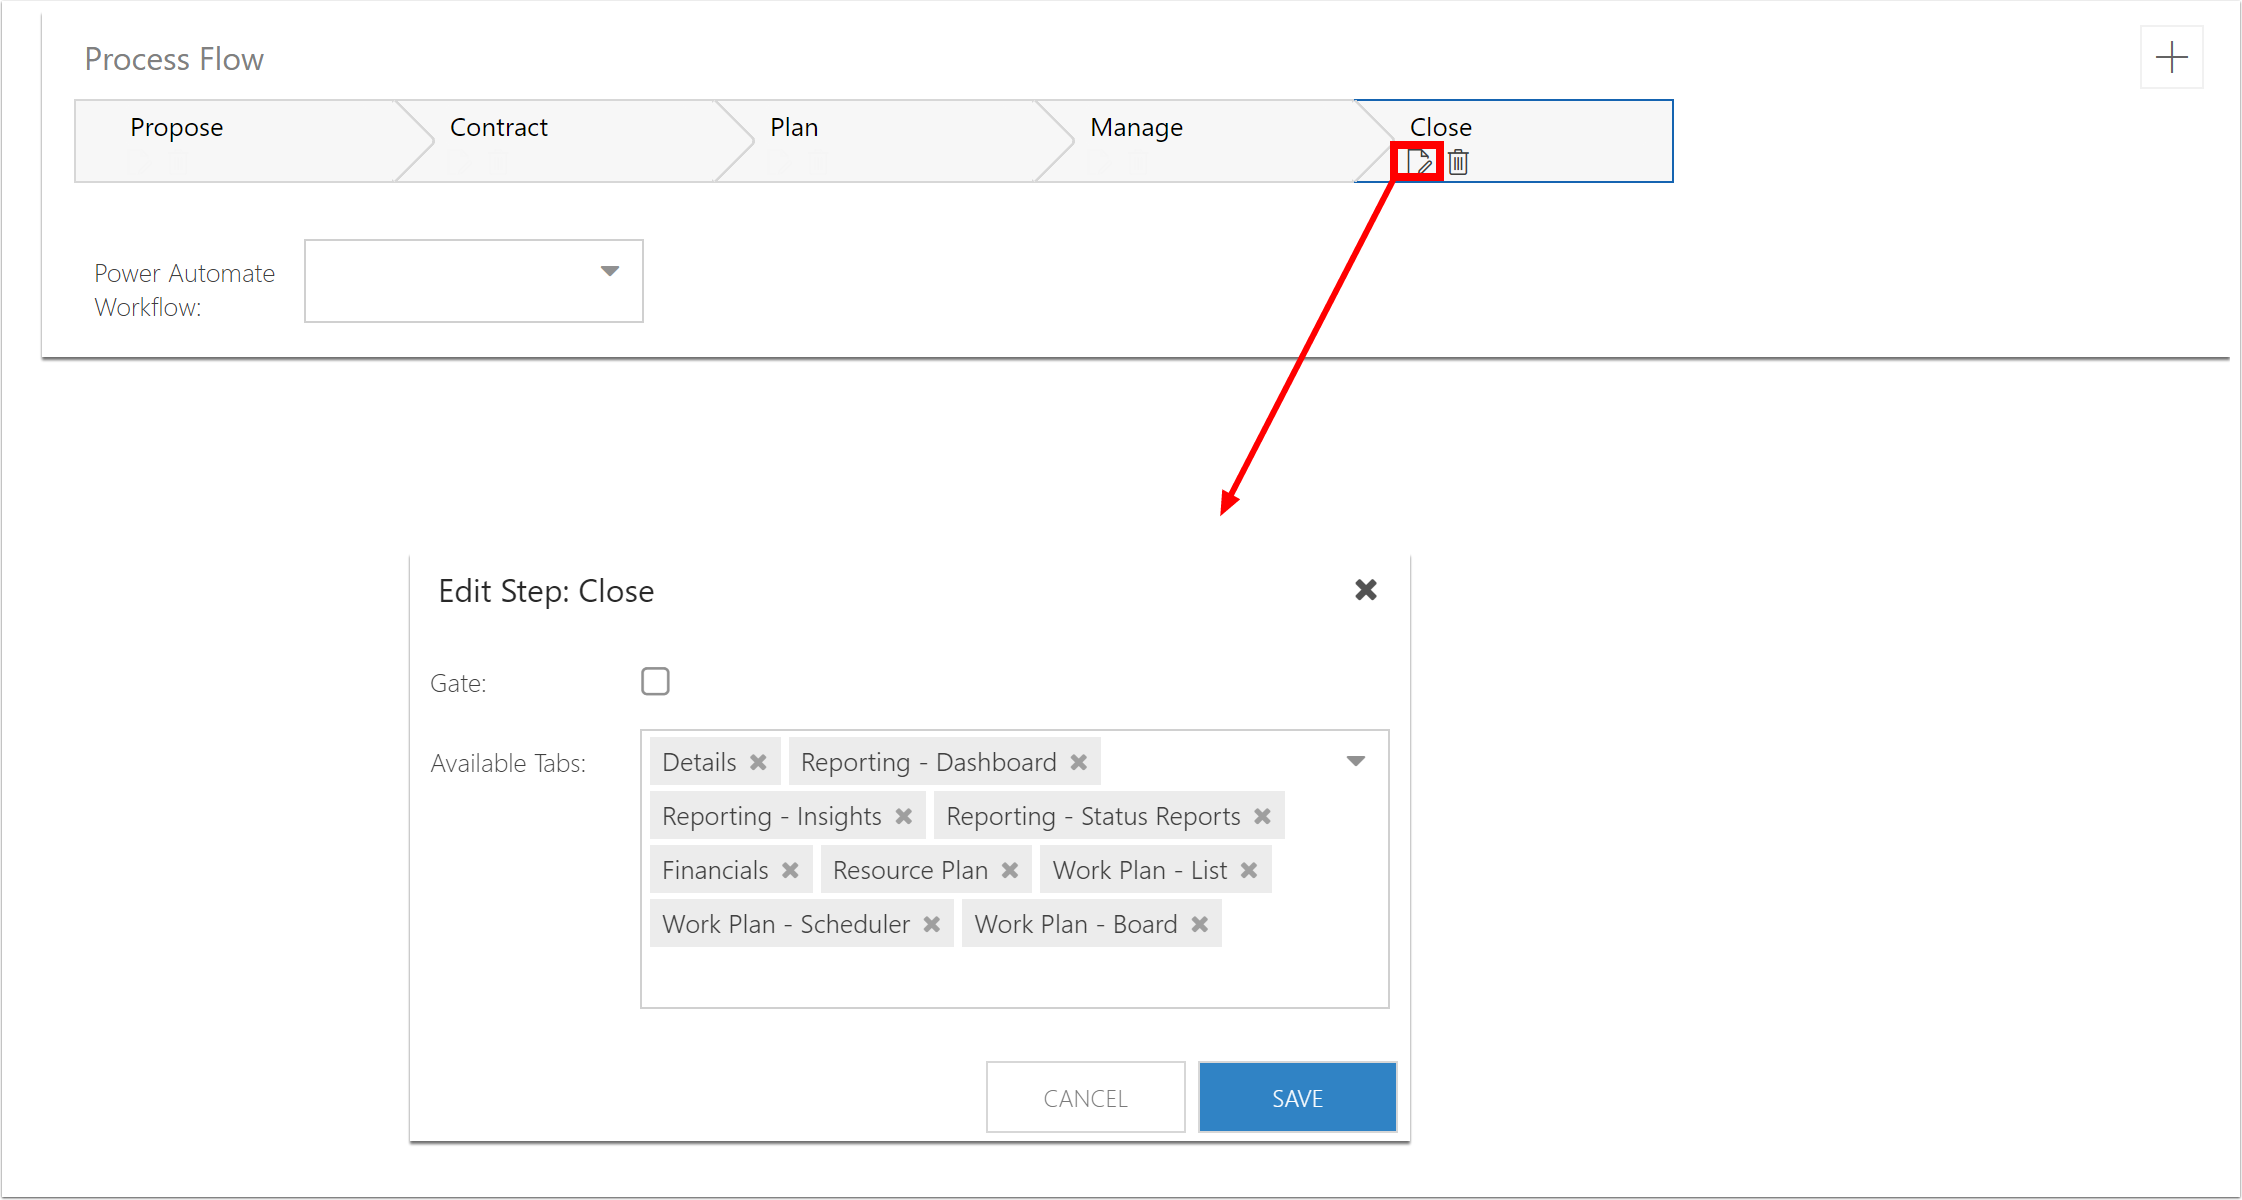 Process Flow
Propose
Contract
Plan
Manage
Close
Power Automate
Workflow:
Edit Step: Close
Gate:
Available Tabs:
Details
Reporting - Dashboard
Reporting - Insights
Reporting - Status Reports
Financials
Resource Plan
Work Plan - List
Work Plan - Scheduler
Work Plan - Board
CANCEL
SAVE